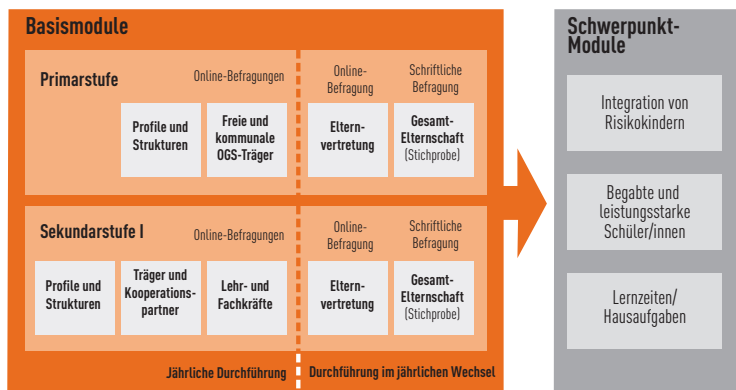 Basismodule
Primarstufe
Online-Befragungen
Online-
Befragung
Schriftliche
Befragung
Profile und
Strukturen
Freie und
kommunale
OGS-Träger
Eltern-
vertretung
Gesamt-
Elternschaft
(Stichprobe)
Sekundarstufe I
Online-Befragungen
Online-
Befragung
Schriftliche
Befragung
Profile und
Strukturen
Träger und
Kooperations-
partner
Lehr- und
Fachkräfte
Eltern-
vertretung
Gesamt-
Elternschaft
(Stichprobe)
Jährliche Durchführung
Durchführung im jährlichen Wechsel
Schwerpunkt-
Module
Integration von
Risikokindern
Begabte und
leistungsstarke
Schüler/innen
Lernzeiten/
Hausaufgaben